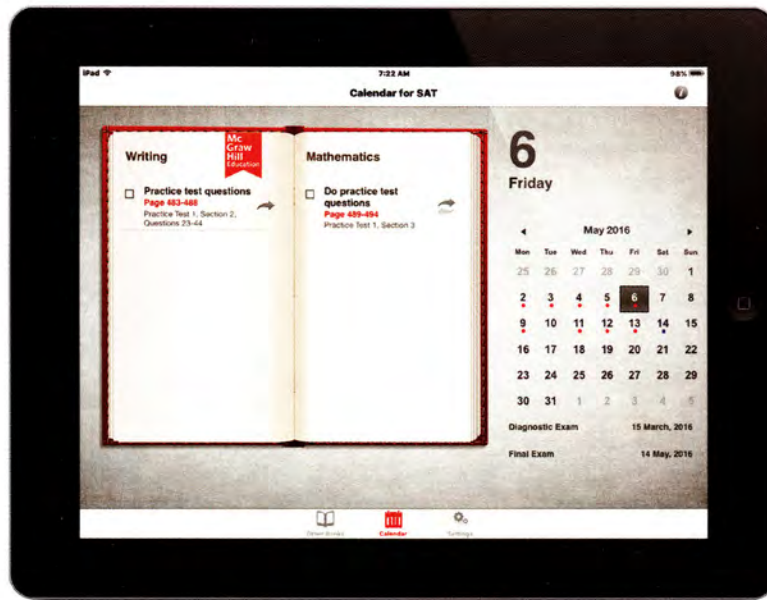 iPad
7:22 AM
98%
Calendar for SAT
i
Writing
Mc
Graw
Hill
Education
Practice test questions
Page 483-488
Practice Test 1, Section 2,
Questions 23-44
Mathematics
Do practice test
questions
Page 489-494
Practice Test 1, Section 3
6
Friday
May 2016
Mon Tue Wed Thu Fri Sat Sun
25 26 27 28 29 30 1
2 3 4 5 6 7 8
9 10 11 12 13 14 15
16 17 18 19 20 21 22
23 24 25 26 27 28 29
30 31 1 2 3 4 5
Diagnostic Exam 15 March, 2016
Final Exam 14 May, 2016
Calendar
Settings